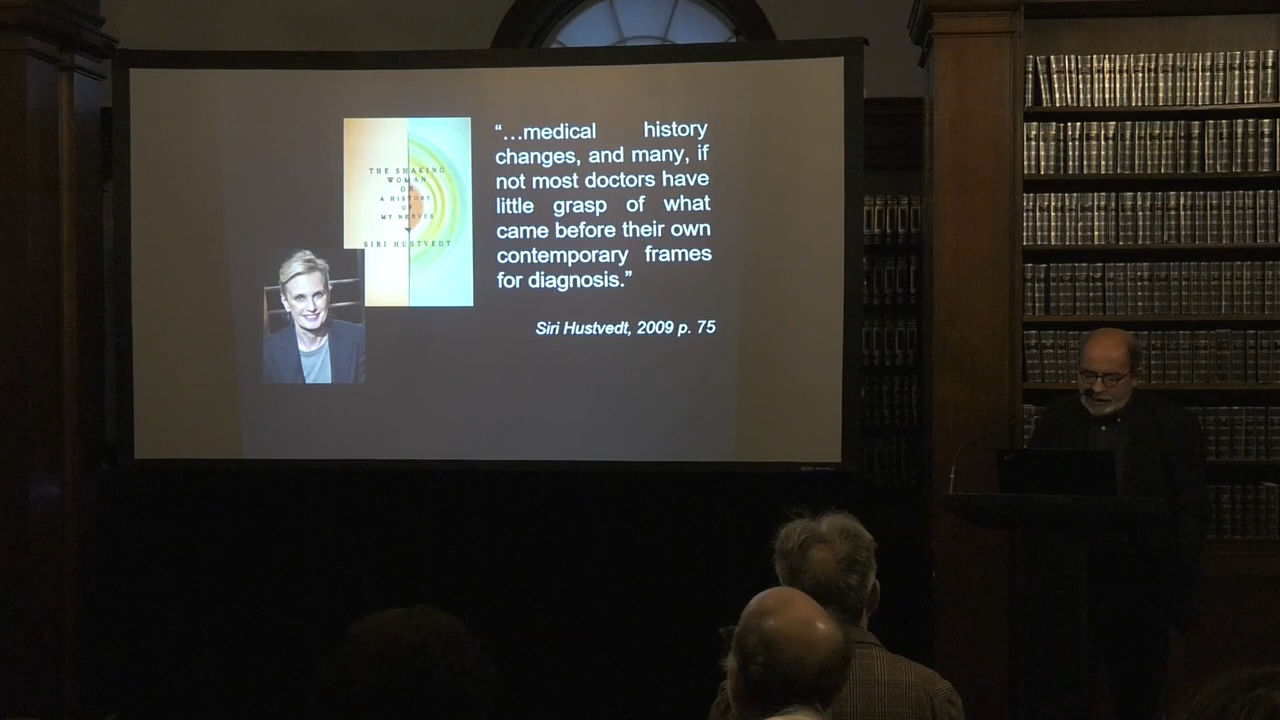 THE SHAKING
WOMAN
OR
A HISTORY
OF
MY NERVES
SIRI HUSTVEDT
“…medical history
changes, and many, if
not most doctors have
little grasp of what
came before their own
contemporary frames
for diagnosis.”
Siri Hustvedt, 2009 p. 75